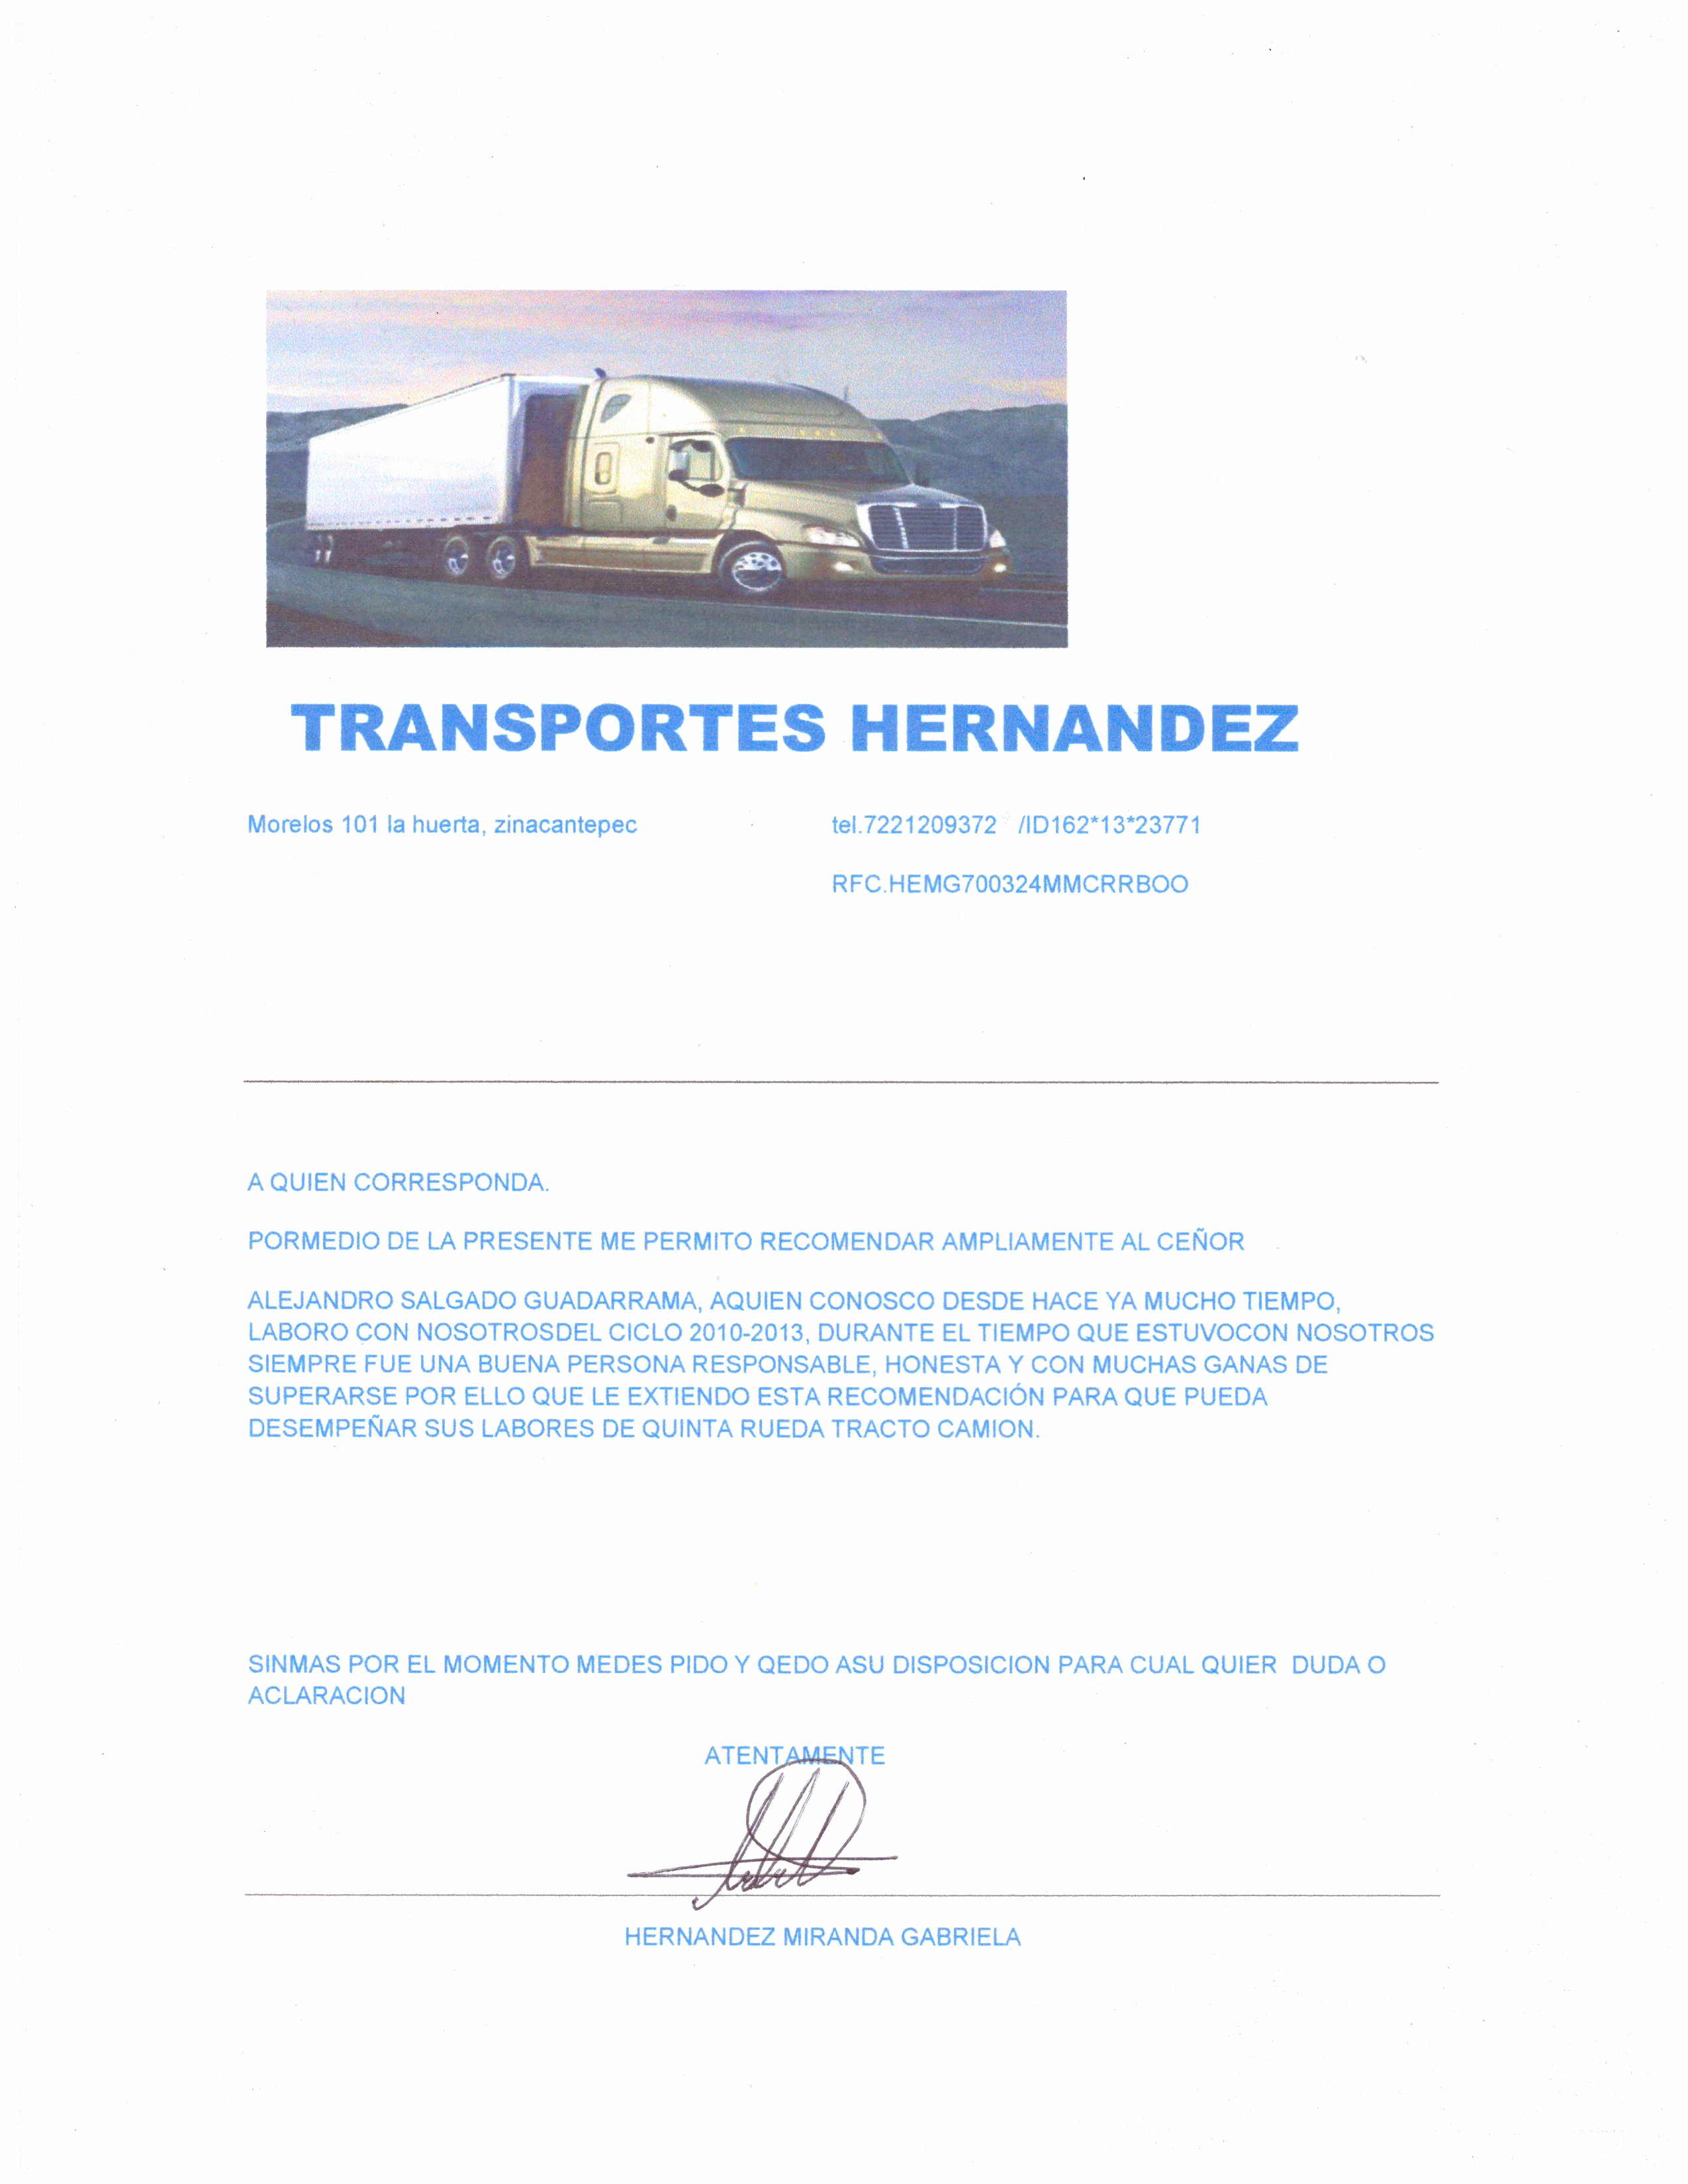 TRANSPORTES HERNANDEZ
Morelos 101 la huerta, zinacantepec tel.7221209372 /ID162*13*23771
RFC.HEMG700324MMCRRBOO
A QUIEN CORRESPONDA.
PORMEDIO DE LA PRESENTE ME PERMITO RECOMENDAR AMPLIAMENTE AL CEÑOR
ALEJANDRO SALGADO GUADARRAMA, AQUIEN CONOSCO DESDE HACE YA MUCHO TIEMPO,
LABORO CON NOSOTROSDEL CICLO 2010-2013, DURANTE EL TIEMPO QUE ESTUVOCON NOSOTROS
SIEMPRE FUE UNA BUENA PERSONA RESPONSABLE, HONESTA Y CON MUCHAS GANAS DE
SUPERARSE POR ELLO QUE LE EXTIENDO ESTA RECOMENDACIÓN PARA QUE PUEDA
DESEMPEÑAR SUS LABORES DE QUINTA RUEDA TRACTO CAMION.
SINMAS POR EL MOMENTO MEDES PIDO Y QEDO ASU DISPOSICION PARA CUAL QUIER DUDA O
ACLARACION
ATENTAMENTE
HERNANDEZ MIRANDA GABRIELA